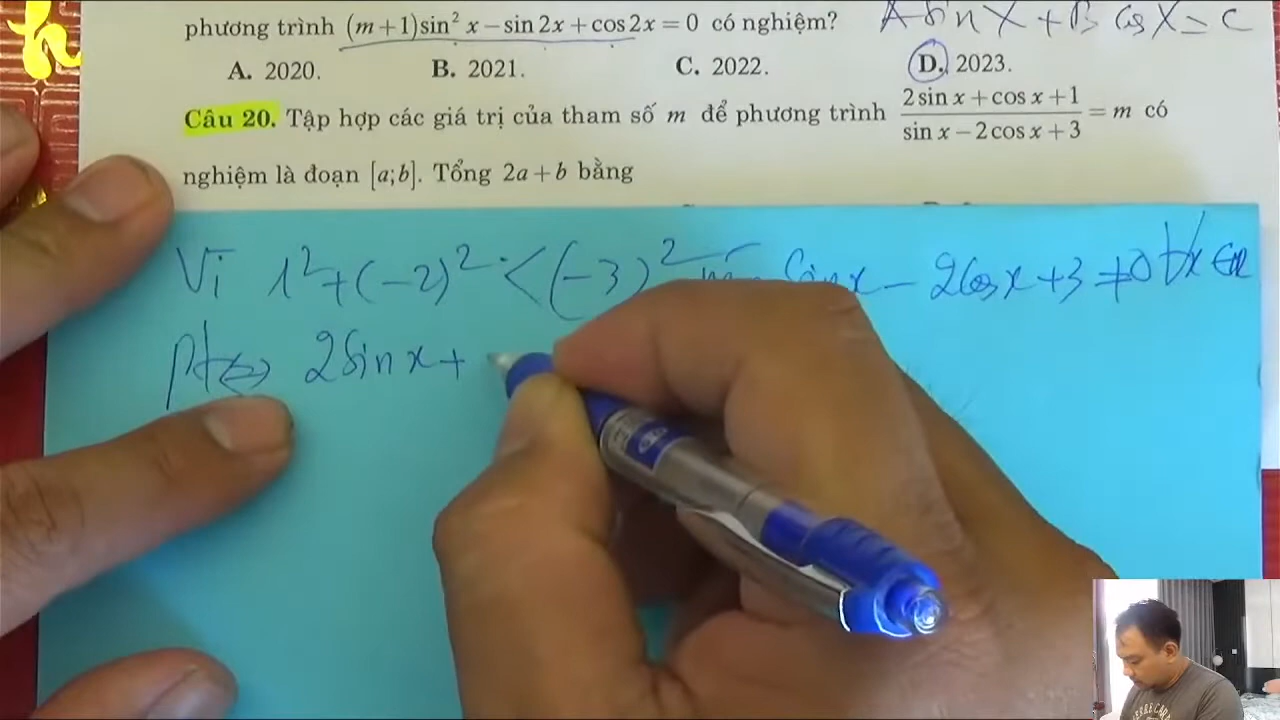 phương trình (m+1)sin² x − sin 2x + cos 2x = 0 có nghiệm?
A sin X + B cos X = C
A. 2020. B. 2021. C. 2022. D. 2023.
Câu 20. Tập hợp các giá trị của tham số m để phương trình (2 sin x + cos x + 1)/(sin x − 2 cos x + 3) = m có
nghiệm là đoạn [a;b]. Tổng 2a + b bằng
Vì 1² + (−2)² < (−3)² sin x − 2cos x + 3 ≠ 0 ∀x ∈ R
pt ⇔ 2 sin x +